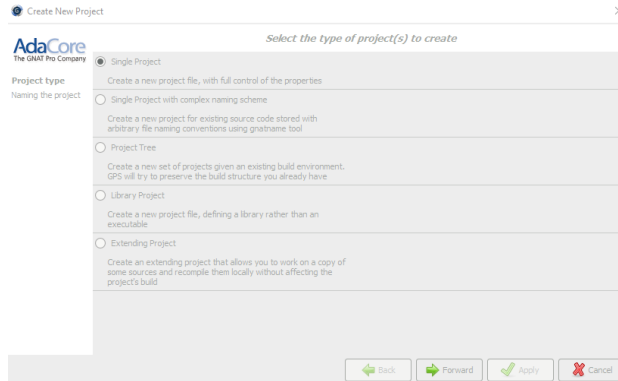 Create New Project
AdaCore
The GNAT Pro Company
Project type
Naming the project
Select the type of project(s) to create
Single Project
Create a new project file, with full control of the properties
Single Project with complex naming scheme
Create a new project for existing source code stored with
arbitrary file naming conventions using gnatname tool
Project Tree
Create a new set of projects given an existing build environment.
GPS will try to preserve the build structure you already have
Library Project
Create a new project file, defining a library rather than an
executable
Extending Project
Create an extending project that allows you to work on a copy of
some sources and recompile them locally without affecting the
project's build
Back
Forward
Apply
Cancel